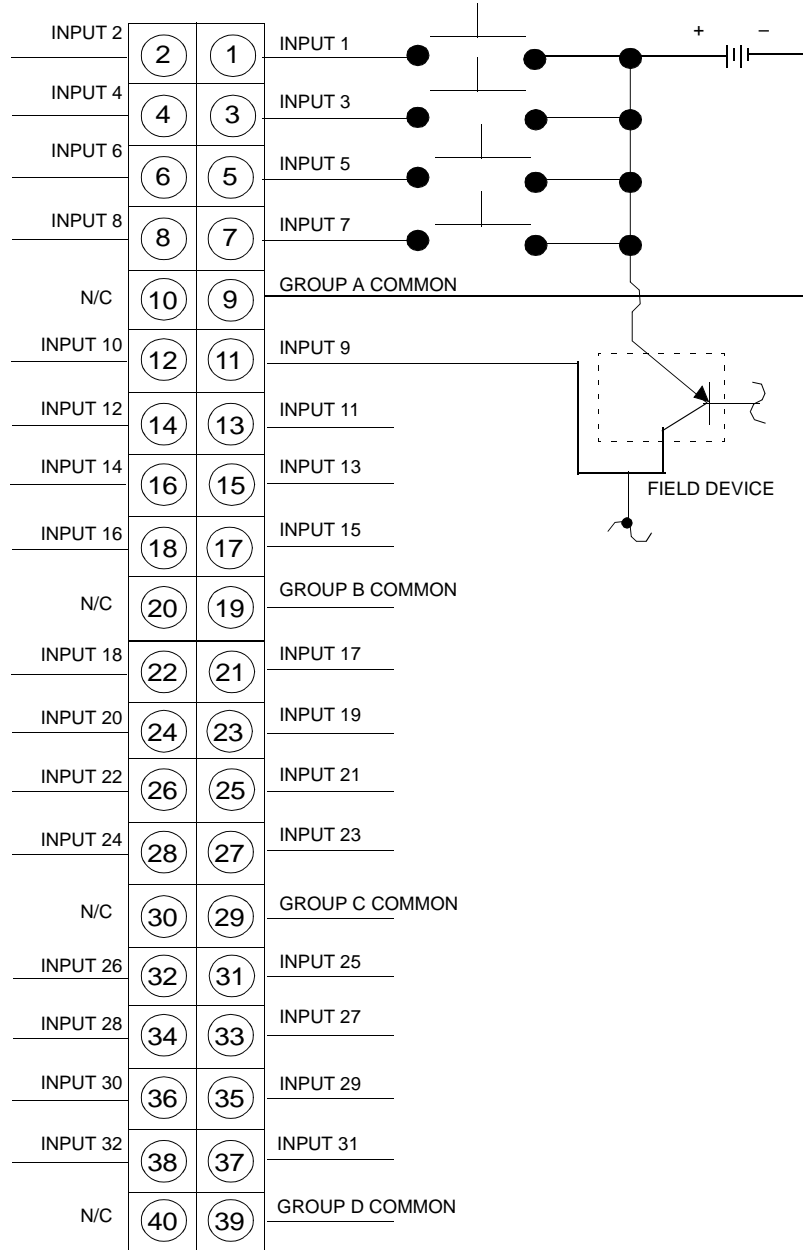 INPUT 2 2 1 INPUT 1 + –
INPUT 4 4 3 INPUT 3
INPUT 6 6 5 INPUT 5
INPUT 8 8 7 INPUT 7
N/C 10 9 GROUP A COMMON
INPUT 10 12 11 INPUT 9
INPUT 12 14 13 INPUT 11
INPUT 14 16 15 INPUT 13
FIELD DEVICE
INPUT 16 18 17 INPUT 15
N/C 20 19 GROUP B COMMON
INPUT 18 22 21 INPUT 17
INPUT 20 24 23 INPUT 19
INPUT 22 26 25 INPUT 21
INPUT 24 28 27 INPUT 23
N/C 30 29 GROUP C COMMON
INPUT 26 32 31 INPUT 25
INPUT 28 34 33 INPUT 27
INPUT 30 36 35 INPUT 29
INPUT 32 38 37 INPUT 31
N/C 40 39 GROUP D COMMON